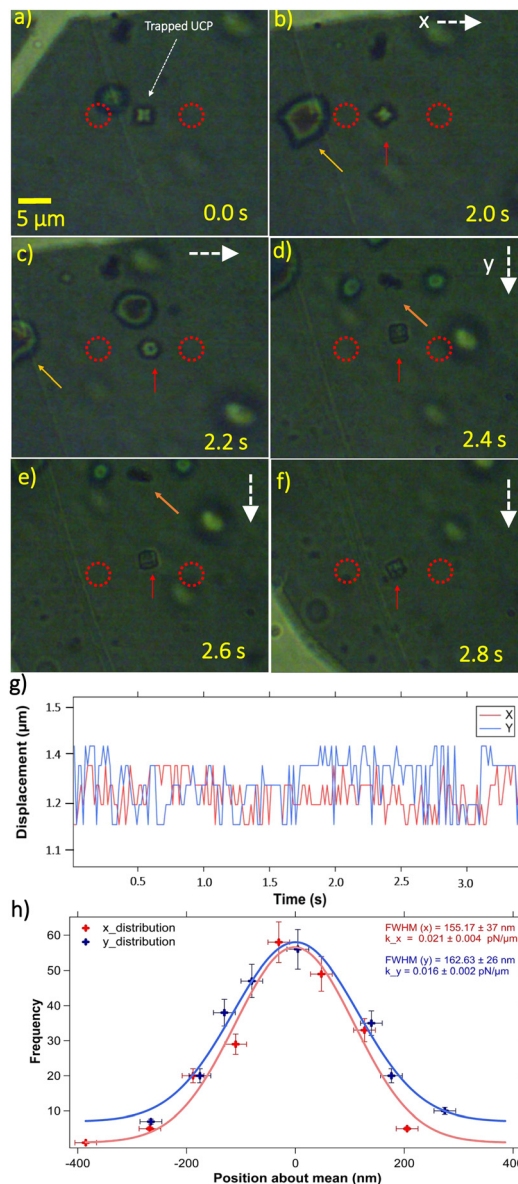 a)
Trapped UCP
5 µm
0.0 s
b)
x
2.0 s
c)
2.2 s
d)
y
2.4 s
e)
2.6 s
f)
2.8 s
g)
1.5
1.4
1.2
1.1
Displacement (µm)
X
Y
0.5 1.0 1.5 2.0 2.5 3.0
Time (s)
h)
x_distribution
y_distribution
FWHM (x) = 155.17 ± 37 nm
k_x = 0.021 ± 0.004 pN/µm
FWHM (y) = 162.63 ± 26 nm
k_y = 0.016 ± 0.002 pN/µm
60
50
40
30
20
10
Frequency
-400 -200 0 200 400
Position about mean (nm)